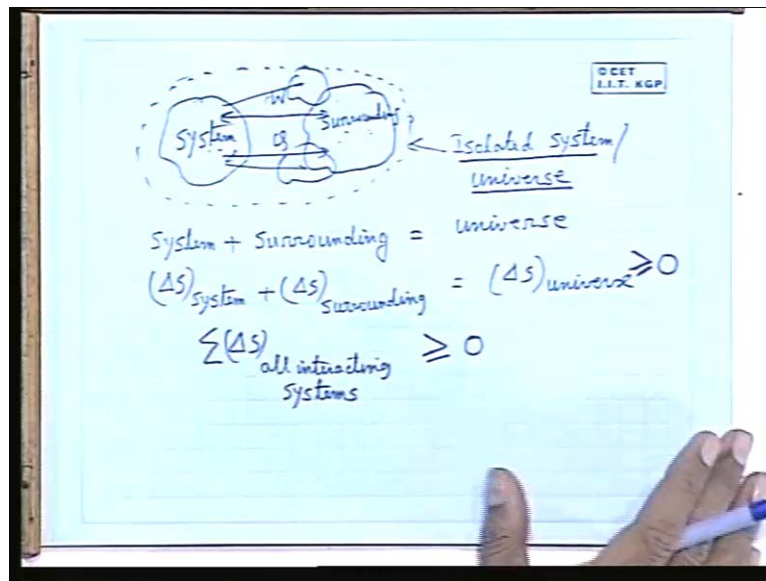 © CET
I.I.T. KGP
W
System
Surrounding
Q
Isolated system/
universe
System + Surrounding = universe
(ΔS)system + (ΔS)surrounding = (ΔS)universe ≥ 0
∑(ΔS)all interacting systems ≥ 0